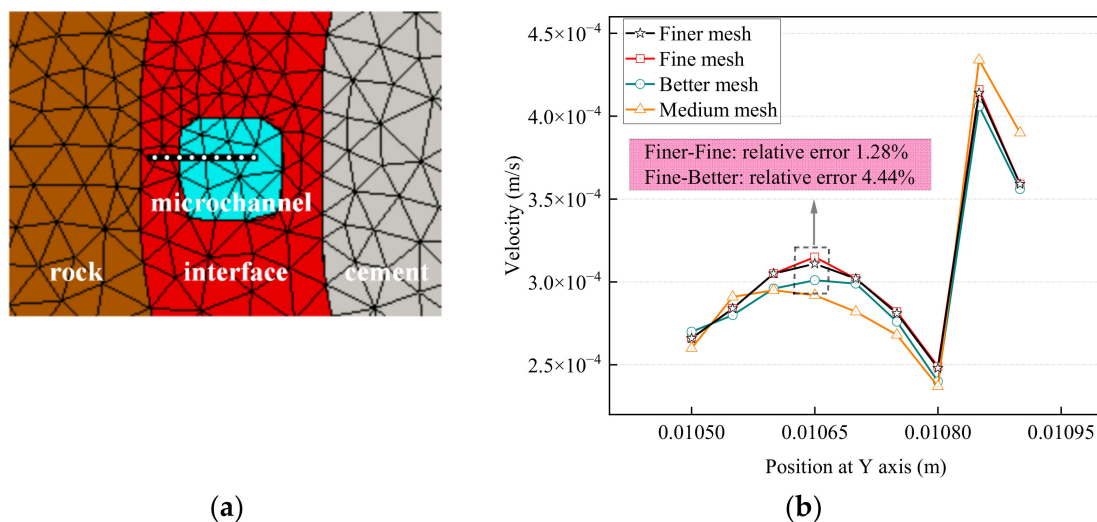 microchannel
rock
interface
cement
(a)
Finer mesh
Fine mesh
Better mesh
Medium mesh
Finer-Fine: relative error 1.28%
Fine-Better: relative error 4.44%
Velocity (m/s)
4.5×10⁻⁴
4.0×10⁻⁴
3.5×10⁻⁴
3.0×10⁻⁴
2.5×10⁻⁴
0.01050 0.01065 0.01080 0.01095
Position at Y axis (m)
(b)